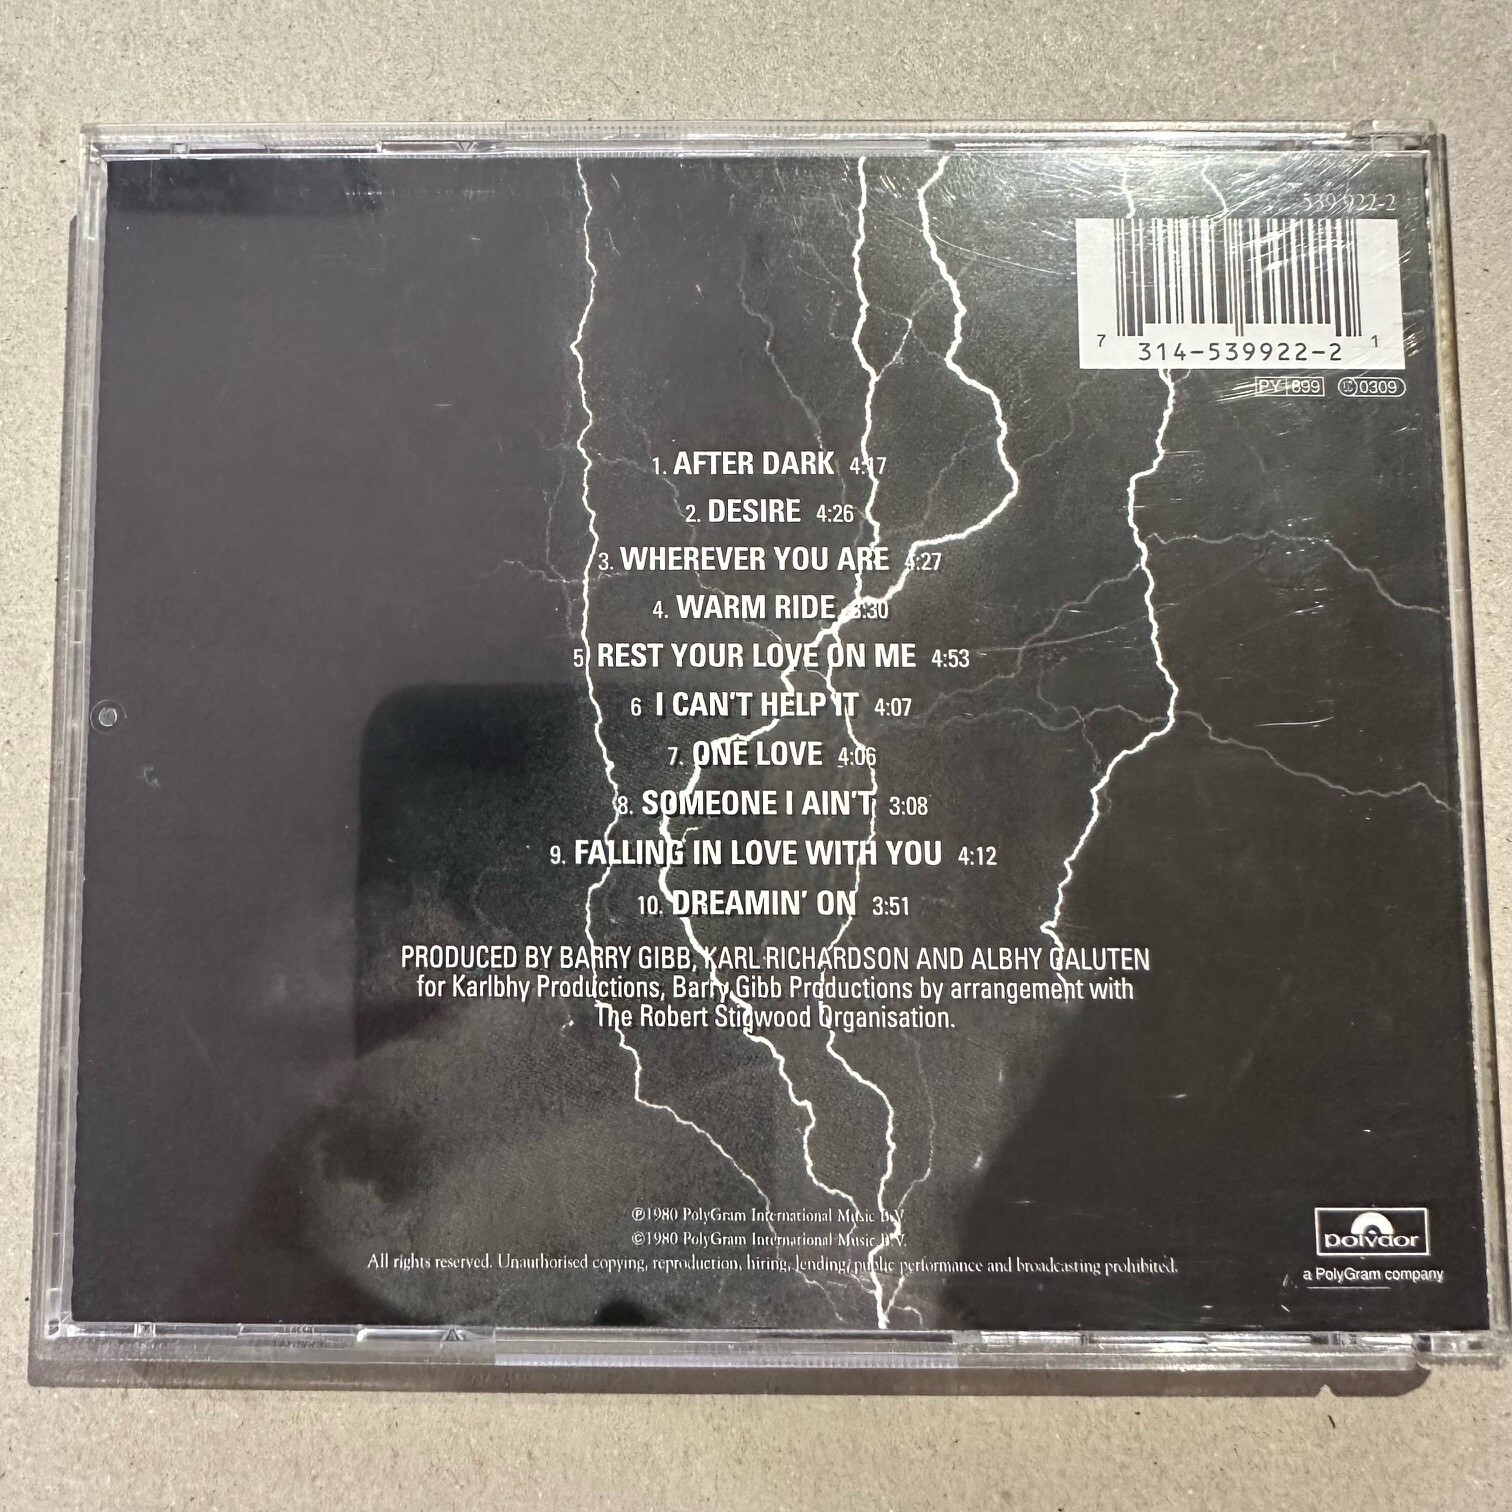 539 922-2
7 314-539922-2 1
PY 899 LC 0309
1. AFTER DARK 4:17
2. DESIRE 4:26
3. WHEREVER YOU ARE 4:27
4. WARM RIDE 3:30
5. REST YOUR LOVE ON ME 4:53
6 I CAN'T HELP IT 4:07
7. ONE LOVE 4:06
8. SOMEONE I AIN'T 3:08
9. FALLING IN LOVE WITH YOU 4:12
10. DREAMIN' ON 3:51
PRODUCED BY BARRY GIBB, KARL RICHARDSON AND ALBHY GALUTEN
for Karlbhy Productions, Barry Gibb Productions by arrangement with
The Robert Stigwood Organisation.
℗1980 PolyGram International Music B.V.
©1980 PolyGram International Music B.V.
All rights reserved. Unauthorised copying, reproduction, hiring, lending, public performance and broadcasting prohibited.
polydor
a PolyGram company